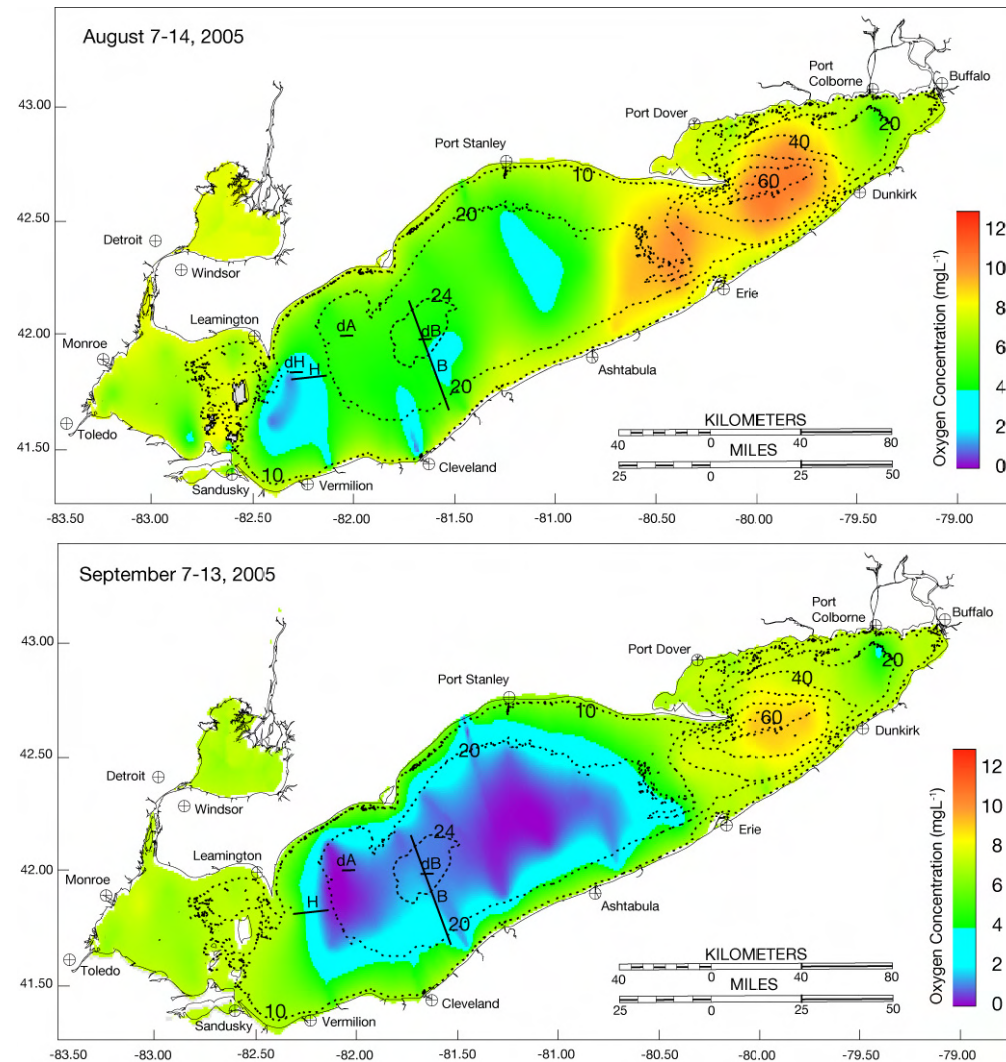 August 7-14, 2005
Port Colborne
Buffalo
43.00
Port Dover
20
Port Stanley
40
10
60
42.50
20
Dunkirk
Detroit
Windsor
Erie
24
Leamington
42.00
dA
dB
Monroe
Ashtabula
dH
H
B
20
KILOMETERS
40 0 40 80
Toledo
MILES
41.50
Cleveland
25 0 25 50
10
Sandusky
Vermilion
-83.50 -83.00 -82.50 -82.00 -81.50 -81.00 -80.50 -80.00 -79.50 -79.00
Oxygen Concentration (mgL-1)
12
10
8
6
4
2
0
September 7-13, 2005
Port Colborne
Buffalo
43.00
Port Dover
20
Port Stanley
40
10
60
42.50
20
Dunkirk
Detroit
Windsor
Erie
24
Leamington
42.00
dA
dB
Monroe
Ashtabula
H
B
20
KILOMETERS
40 0 40 80
Toledo
MILES
41.50
Cleveland
25 0 25 50
10
Sandusky
Vermilion
-83.50 -83.00 -82.50 -82.00 -81.50 -81.00 -80.50 -80.00 -79.50 -79.00
Oxygen Concentration (mgL-1)
12
10
8
6
4
2
0